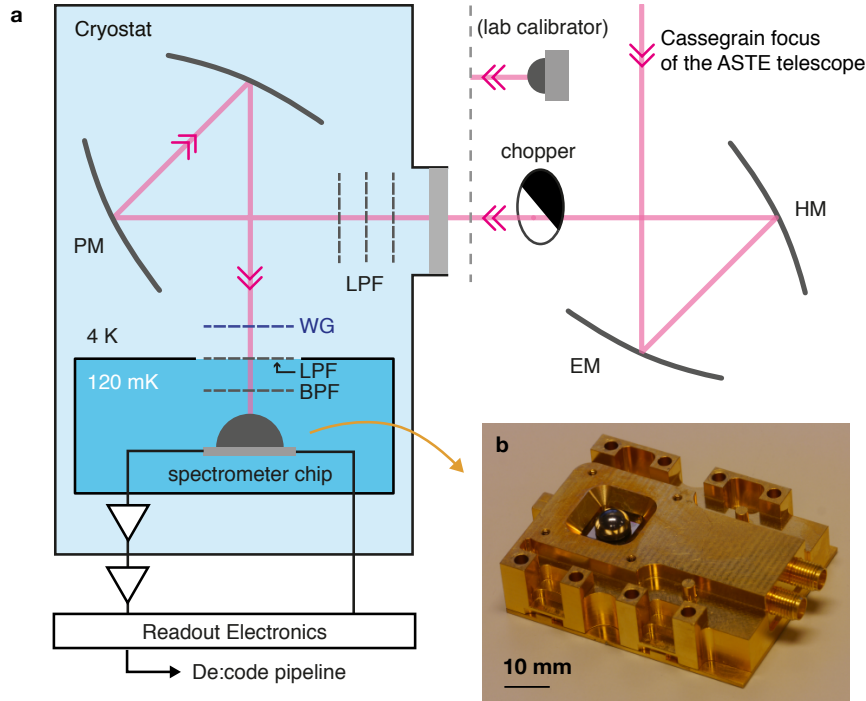 a
Cryostat
(lab calibrator)
Cassegrain focus
of the ASTE telescope
chopper
HM
PM
LPF
WG
4 K
LPF
EM
120 mK
BPF
b
spectrometer chip
Readout Electronics
De:code pipeline
10 mm